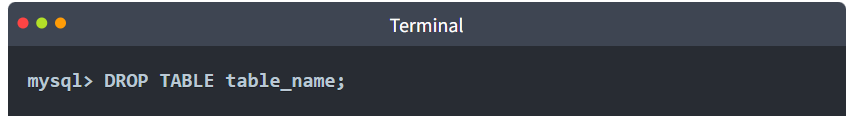 Terminal
mysql> DROP TABLE table_name;